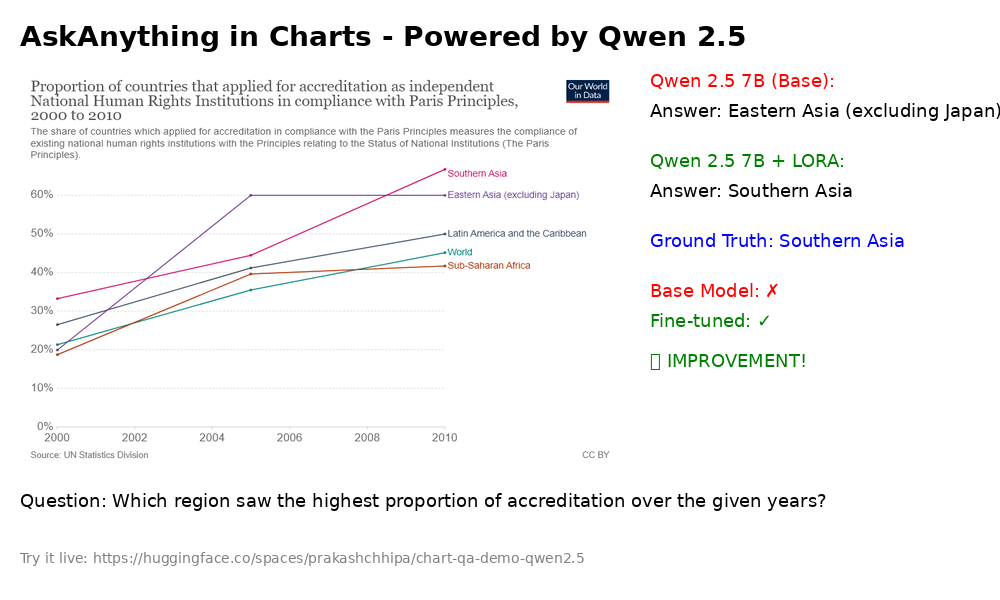 AskAnything in Charts - Powered by Qwen 2.5
Proportion of countries that applied for accreditation as independent
National Human Rights Institutions in compliance with Paris Principles,
2000 to 2010
Our World
in Data
The share of countries which applied for accreditation in compliance with the Paris Principles measures the compliance of
existing national human rights institutions with the Principles relating to the Status of National Institutions (The Paris
Principles).
Southern Asia
60%
Eastern Asia (excluding Japan)
50%
Latin America and the Caribbean
World
40%
Sub-Saharan Africa
30%
20%
10%
0%
2000 2002 2004 2006 2008 2010
Source: UN Statistics Division
CC BY
Qwen 2.5 7B (Base):
Answer: Eastern Asia (excluding Japan)
Qwen 2.5 7B + LORA:
Answer: Southern Asia
Ground Truth: Southern Asia
Base Model: ✗
Fine-tuned: ✓
IMPROVEMENT!
Question: Which region saw the highest proportion of accreditation over the given years?
Try it live: https://huggingface.co/spaces/prakashchhipa/chart-qa-demo-qwen2.5